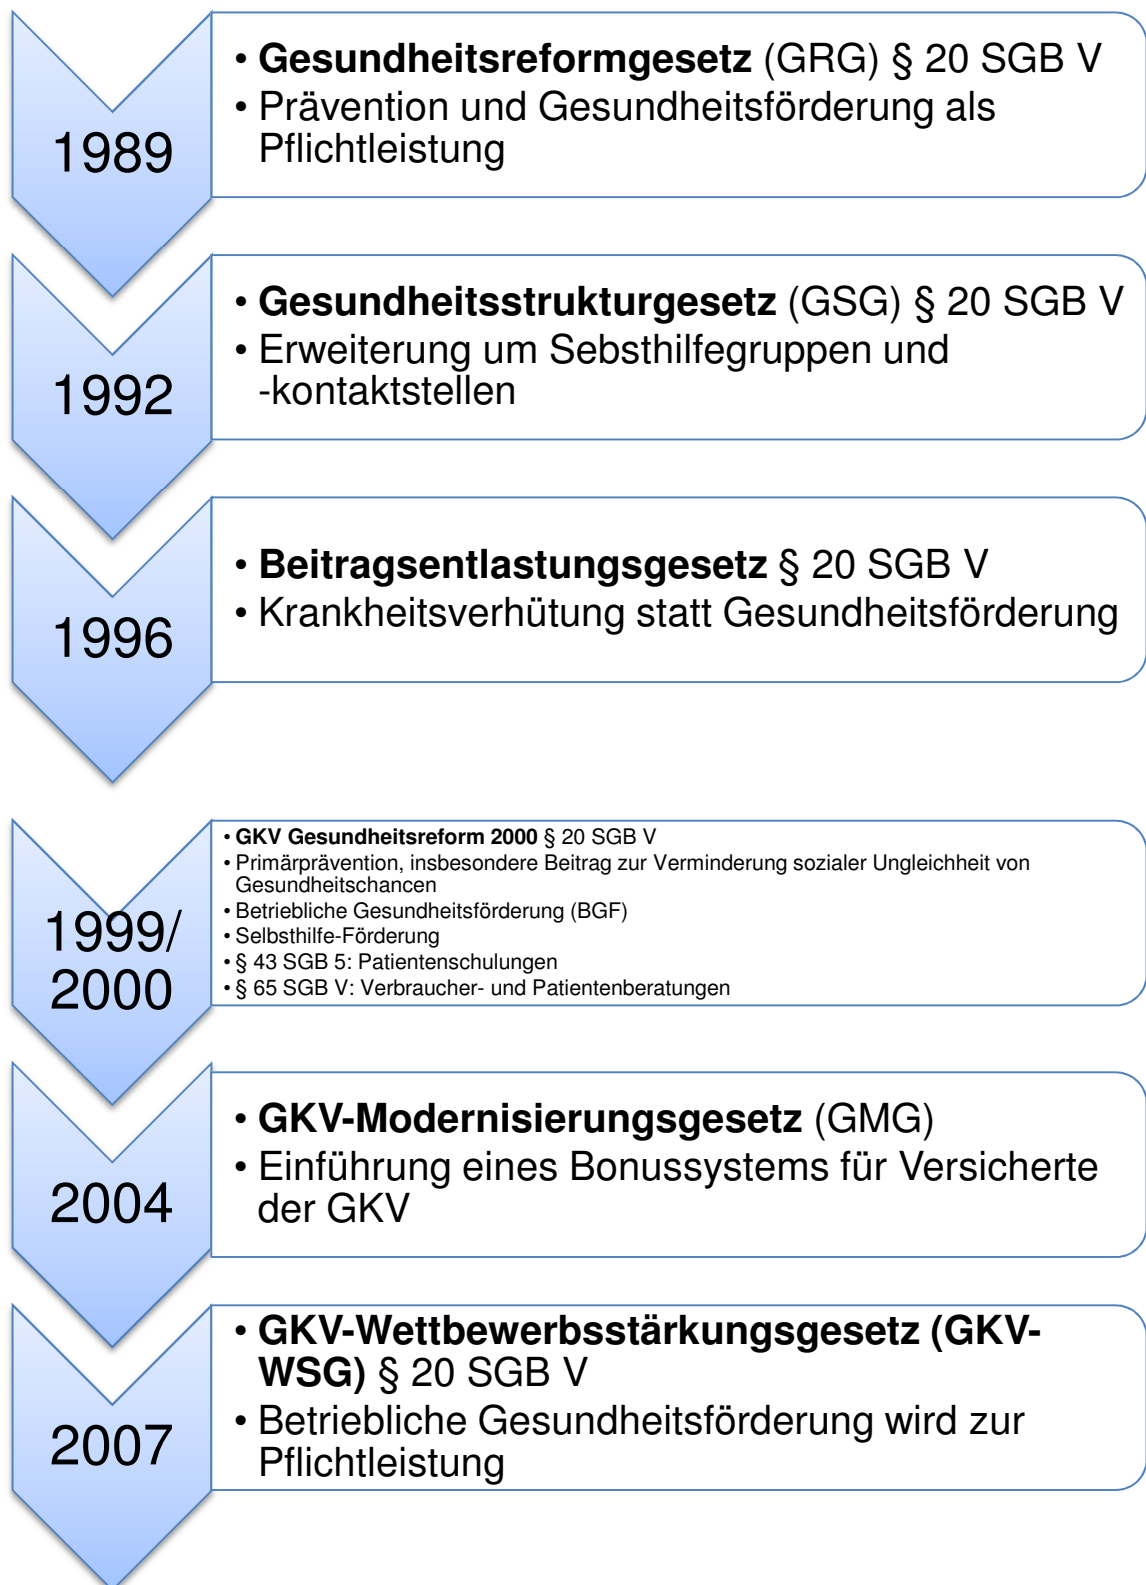 1989
• Gesundheitsreformgesetz (GRG) § 20 SGB V
• Prävention und Gesundheitsförderung als
Pflichtleistung
1992
• Gesundheitsstrukturgesetz (GSG) § 20 SGB V
• Erweiterung um Sebsthilfegruppen und
-kontaktstellen
1996
• Beitragsentlastungsgesetz § 20 SGB V
• Krankheitsverhütung statt Gesundheitsförderung
1999/
2000
• GKV Gesundheitsreform 2000 § 20 SGB V
• Primärprävention, insbesondere Beitrag zur Verminderung sozialer Ungleichheit von
Gesundheitschancen
• Betriebliche Gesundheitsförderung (BGF)
• Selbsthilfe-Förderung
• § 43 SGB 5: Patientenschulungen
• § 65 SGB V: Verbraucher- und Patientenberatungen
2004
• GKV-Modernisierungsgesetz (GMG)
• Einführung eines Bonussystems für Versicherte
der GKV
2007
• GKV-Wettbewerbsstärkungsgesetz (GKV-
WSG) § 20 SGB V
• Betriebliche Gesundheitsförderung wird zur
Pflichtleistung